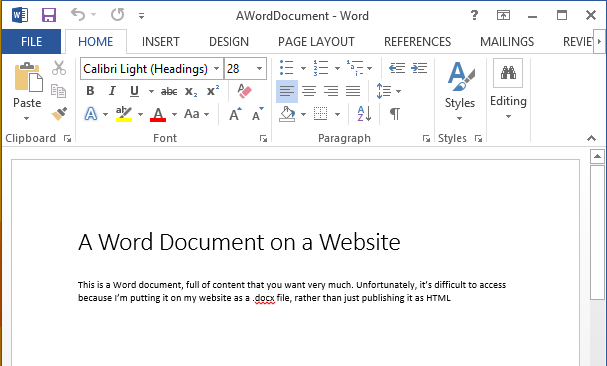 AWordDocument - Word
FILE HOME INSERT DESIGN PAGE LAYOUT REFERENCES MAILINGS REVIE
Calibri Light (Headings) 28
B I U abc X₂ X² 
A ab A Aa A A
Paste Styles Editing
Clipboard Font Paragraph Styles
A Word Document on a Website
This is a Word document, full of content that you want very much. Unfortunately, it's difficult to access
because I'm putting it on my website as a .docx file, rather than just publishing it as HTML